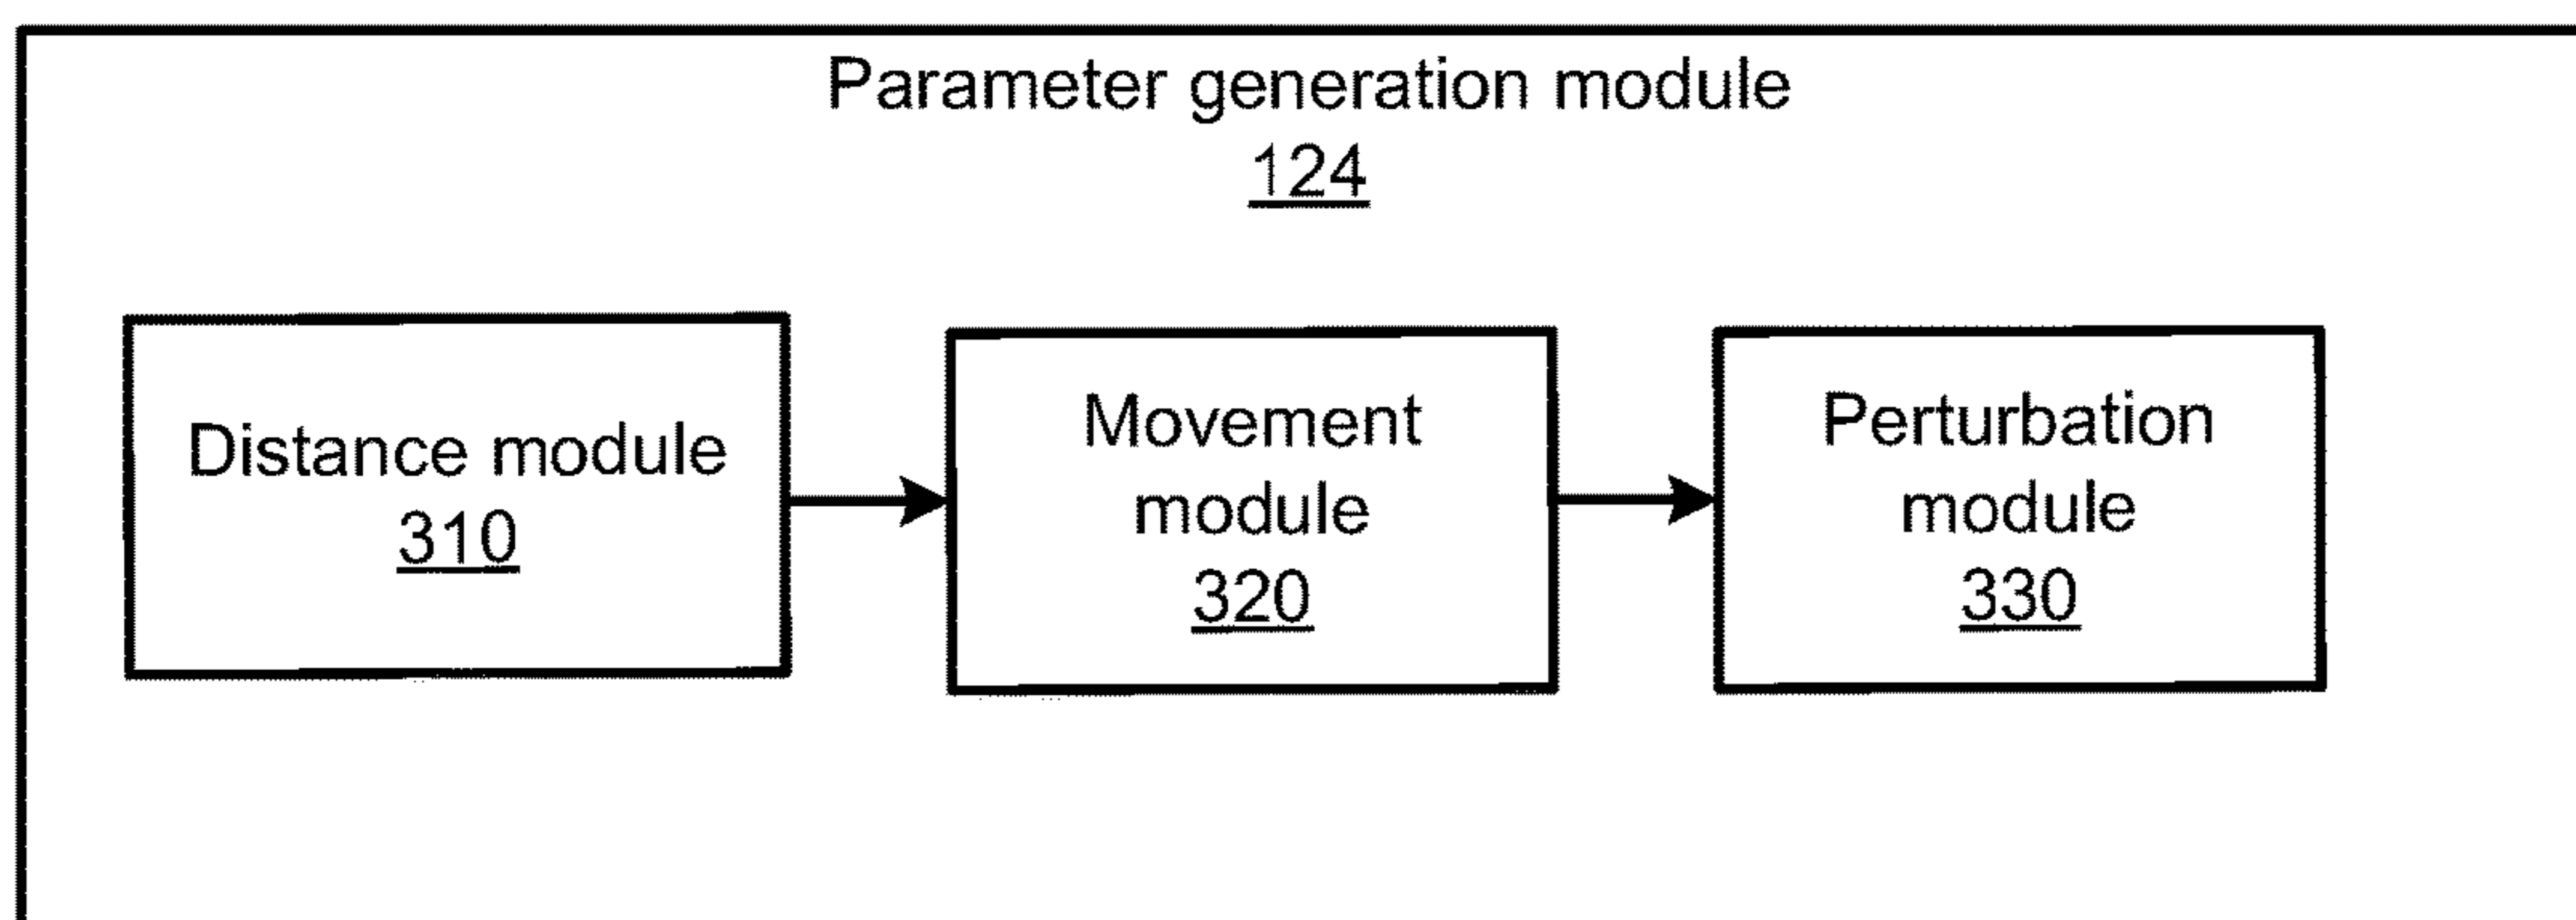 Parameter generation module
124
Distance module
310
Movement
module
320
Perturbation
module
330